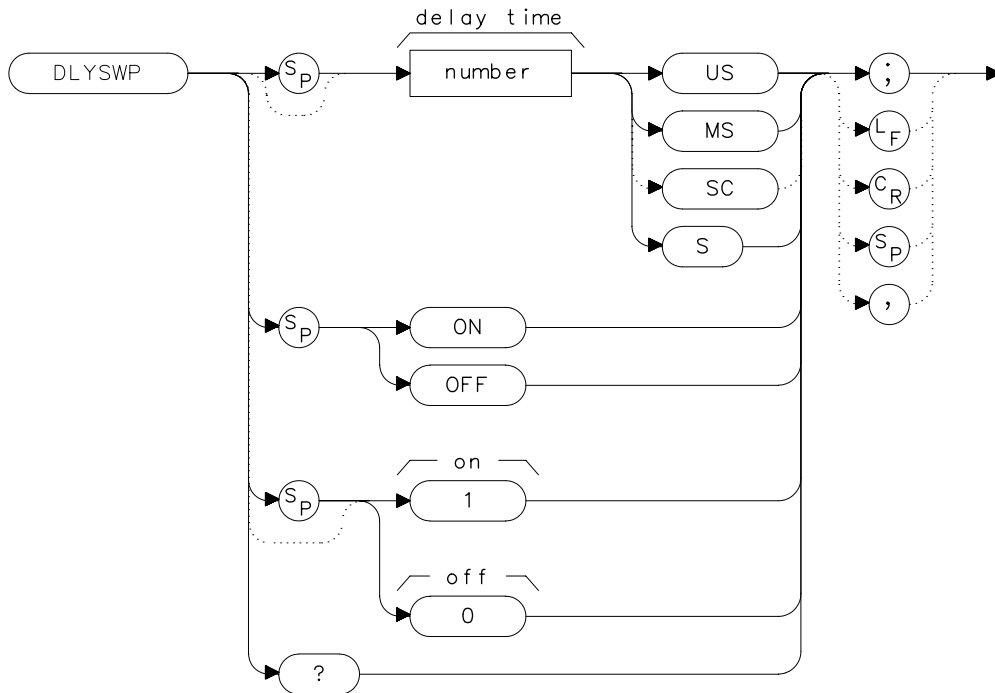 delay time
DLYSWP SP number US ;
MS LF
SC CR
S SP
,
SP ON
OFF
on
SP 1
off
0
?